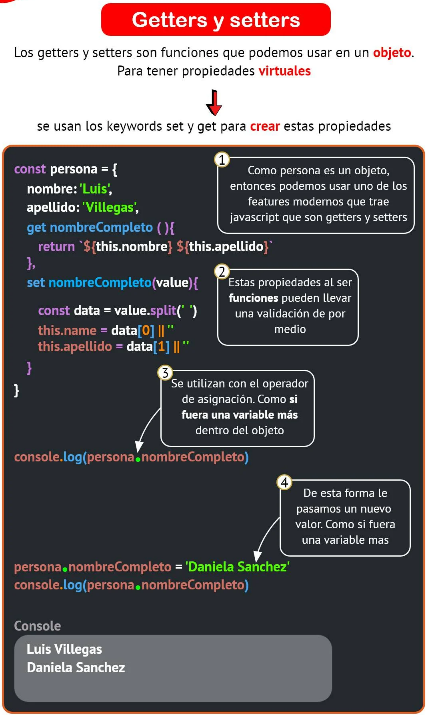 Getters y setters
Los getters y setters son funciones que podemos usar en un objeto.
Para tener propiedades virtuales
se usan los keywords set y get para crear estas propiedades
const persona = {
nombre: 'Luis',
apellido: 'Villegas',
get nombreCompleto ( ){
return `${this.nombre} ${this.apellido}`
},
set nombreCompleto(value){
const data = value.split(' ')
this.name = data[0] || ''
this.apellido = data[1] || ''
}
}
1
Como persona es un objeto,
entonces podemos usar uno de los
features modernos que trae
javascript que son getters y setters
2
Estas propiedades al ser
funciones pueden llevar
una validación de por
medio
3
Se utilizan con el operador
de asignación. Como si
fuera una variable más
dentro del objeto
console.log(persona.nombreCompleto)
4
De esta forma le
pasamos un nuevo
valor. Como si fuera
una variable mas
persona.nombreCompleto = 'Daniela Sanchez'
console.log(persona.nombreCompleto)
Console
Luis Villegas
Daniela Sanchez